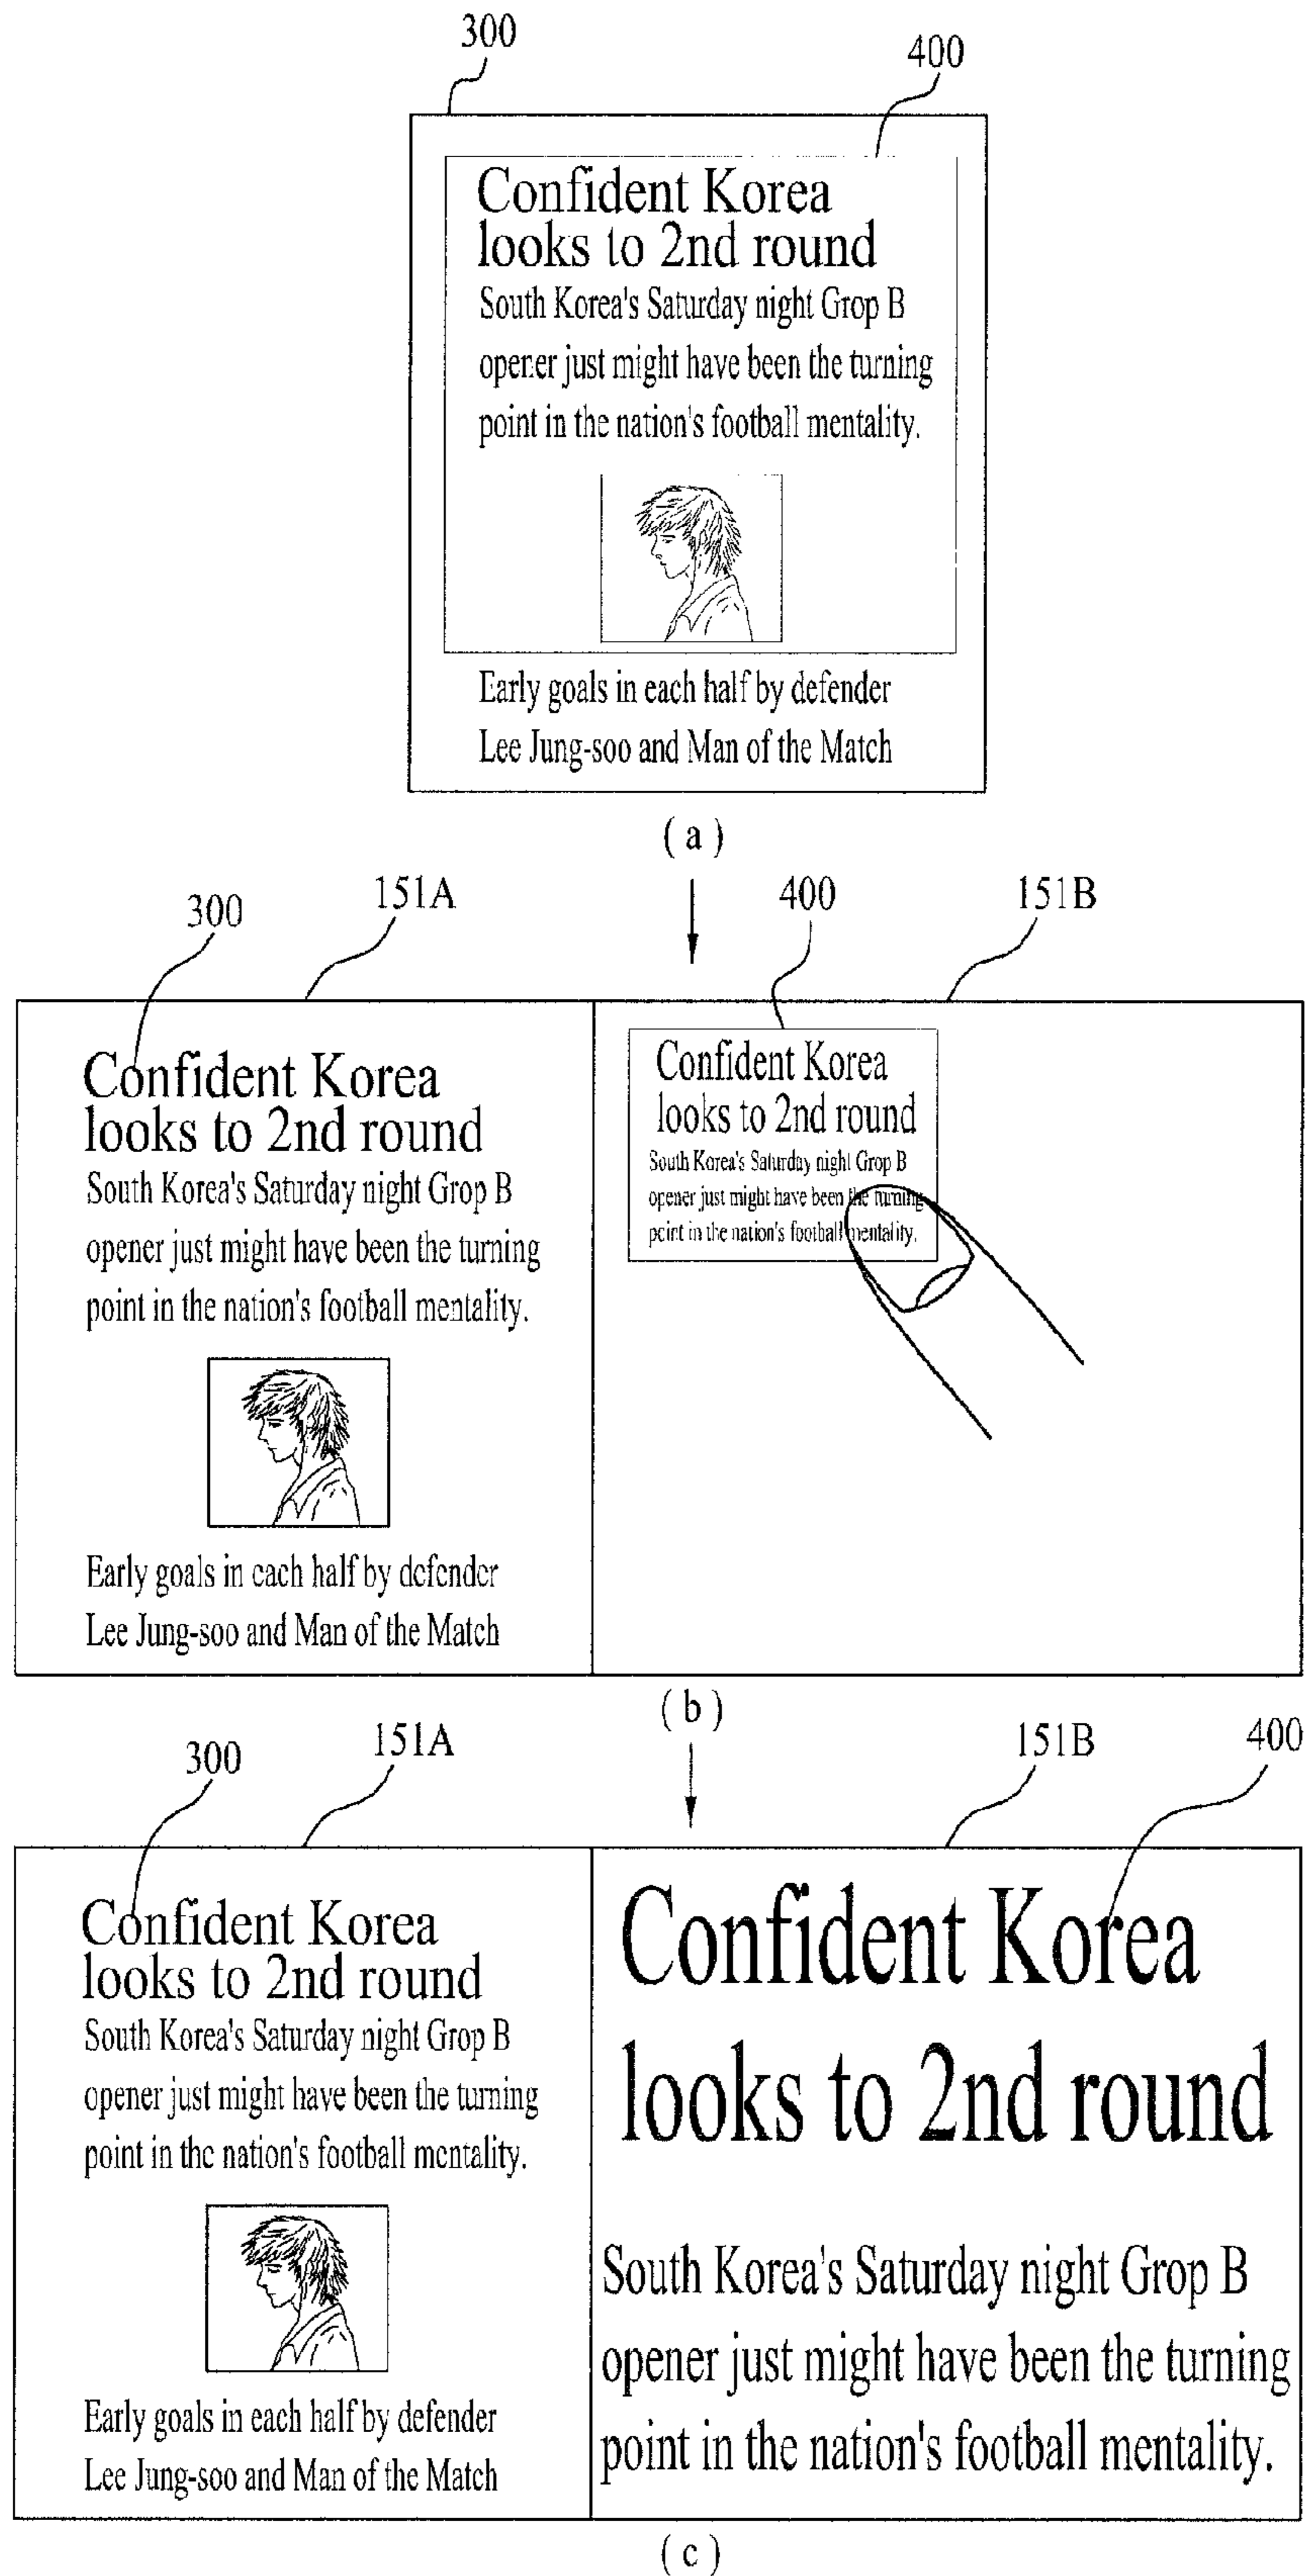 300
400
Confident Korea
looks to 2nd round
South Korea's Saturday night Grop B
opener just might have been the turning
point in the nation's football mentality.
Early goals in each half by defender
Lee Jung-soo and Man of the Match
( a )
300
151A
400
151B
Confident Korea
looks to 2nd round
South Korea's Saturday night Grop B
opener just might have been the turning
point in the nation's football mentality.
Early goals in each half by defender
Lee Jung-soo and Man of the Match
Confident Korea
looks to 2nd round
South Korea's Saturday night Grop B
opener just might have been the turning
point in the nation's football mentality.
( b )
300
151A
151B
400
Confident Korea
looks to 2nd round
South Korea's Saturday night Grop B
opener just might have been the turning
point in the nation's football mentality.
Early goals in each half by defender
Lee Jung-soo and Man of the Match
Confident Korea
looks to 2nd round
South Korea's Saturday night Grop B
opener just might have been the turning
point in the nation's football mentality.
( c )